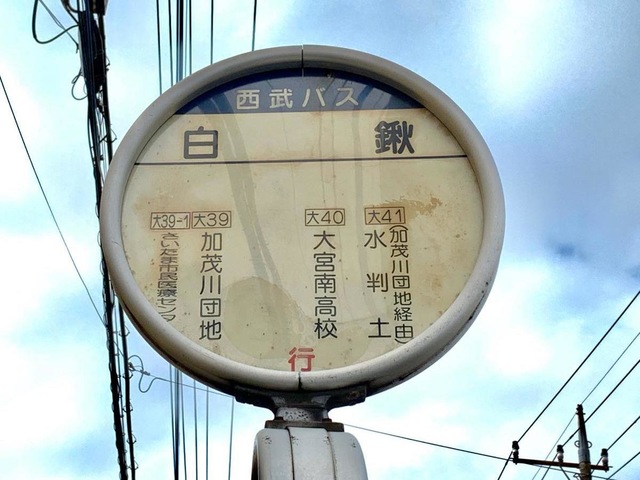 西武バス
白鍬
大39-1
さいたま市民医療センター
大39
加茂川団地
大40
大宮南高校
大41
水判土
(加茂川団地経由)
行